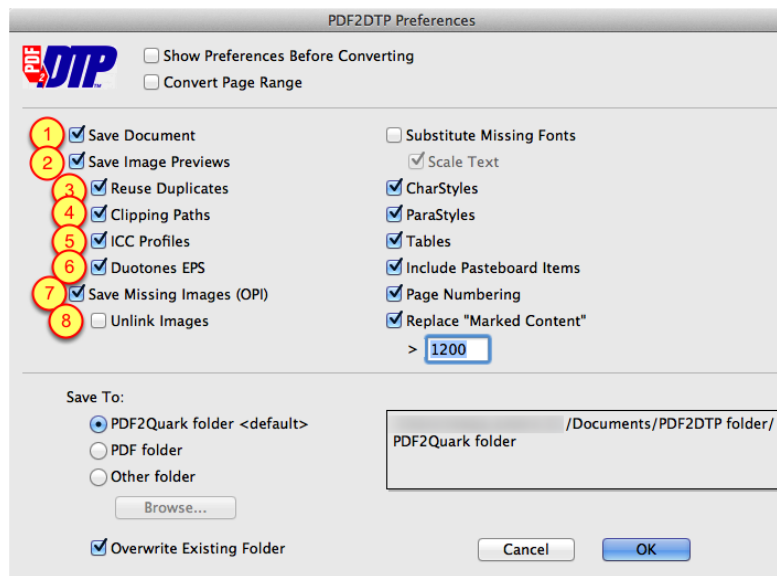 PDF2DTP Preferences
PDF 2 DTP™
Show Preferences Before Converting
Convert Page Range
1 Save Document
2 Save Image Previews
3 Reuse Duplicates
4 Clipping Paths
5 ICC Profiles
6 Duotones EPS
7 Save Missing Images (OPI)
8 Unlink Images
Substitute Missing Fonts
Scale Text
CharStyles
ParaStyles
Tables
Include Pasteboard Items
Page Numbering
Replace "Marked Content"
> 1200
Save To:
PDF2Quark folder <default>
PDF folder
Other folder
Browse...
/Documents/PDF2DTP folder/
PDF2Quark folder
Overwrite Existing Folder
Cancel
OK